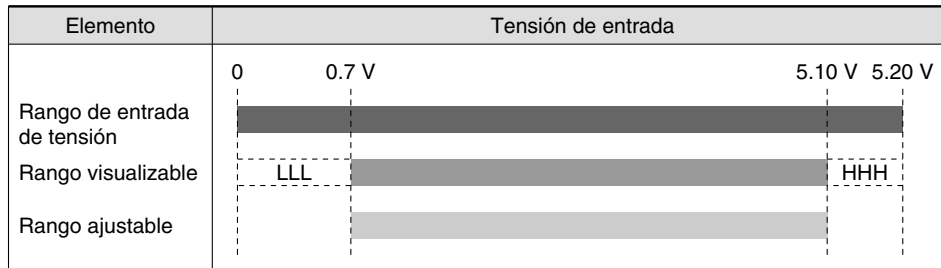 Elemento
Tensión de entrada
0
0.7 V
5.10 V
5.20 V
Rango de entrada
de tensión
Rango visualizable
LLL
HHH
Rango ajustable